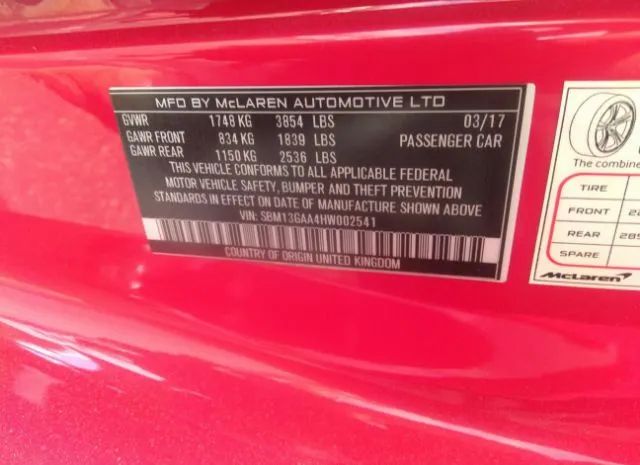 MFD BY McLAREN AUTOMOTIVE LTD
GVWR 1748 KG 3854 LBS 03/17
GAWR FRONT 834 KG 1839 LBS PASSENGER CAR
GAWR REAR 1150 KG 2536 LBS
THIS VEHICLE CONFORMS TO ALL APPLICABLE FEDERAL
MOTOR VEHICLE SAFETY, BUMPER AND THEFT PREVENTION
STANDARDS IN EFFECT ON DATE OF MANUFACTURE SHOWN ABOVE
VIN: SBM13GAA4HW002541
COUNTRY OF ORIGIN UNITED KINGDOM
The combine
TIRE
FRONT
REAR 285
SPARE
McLaren